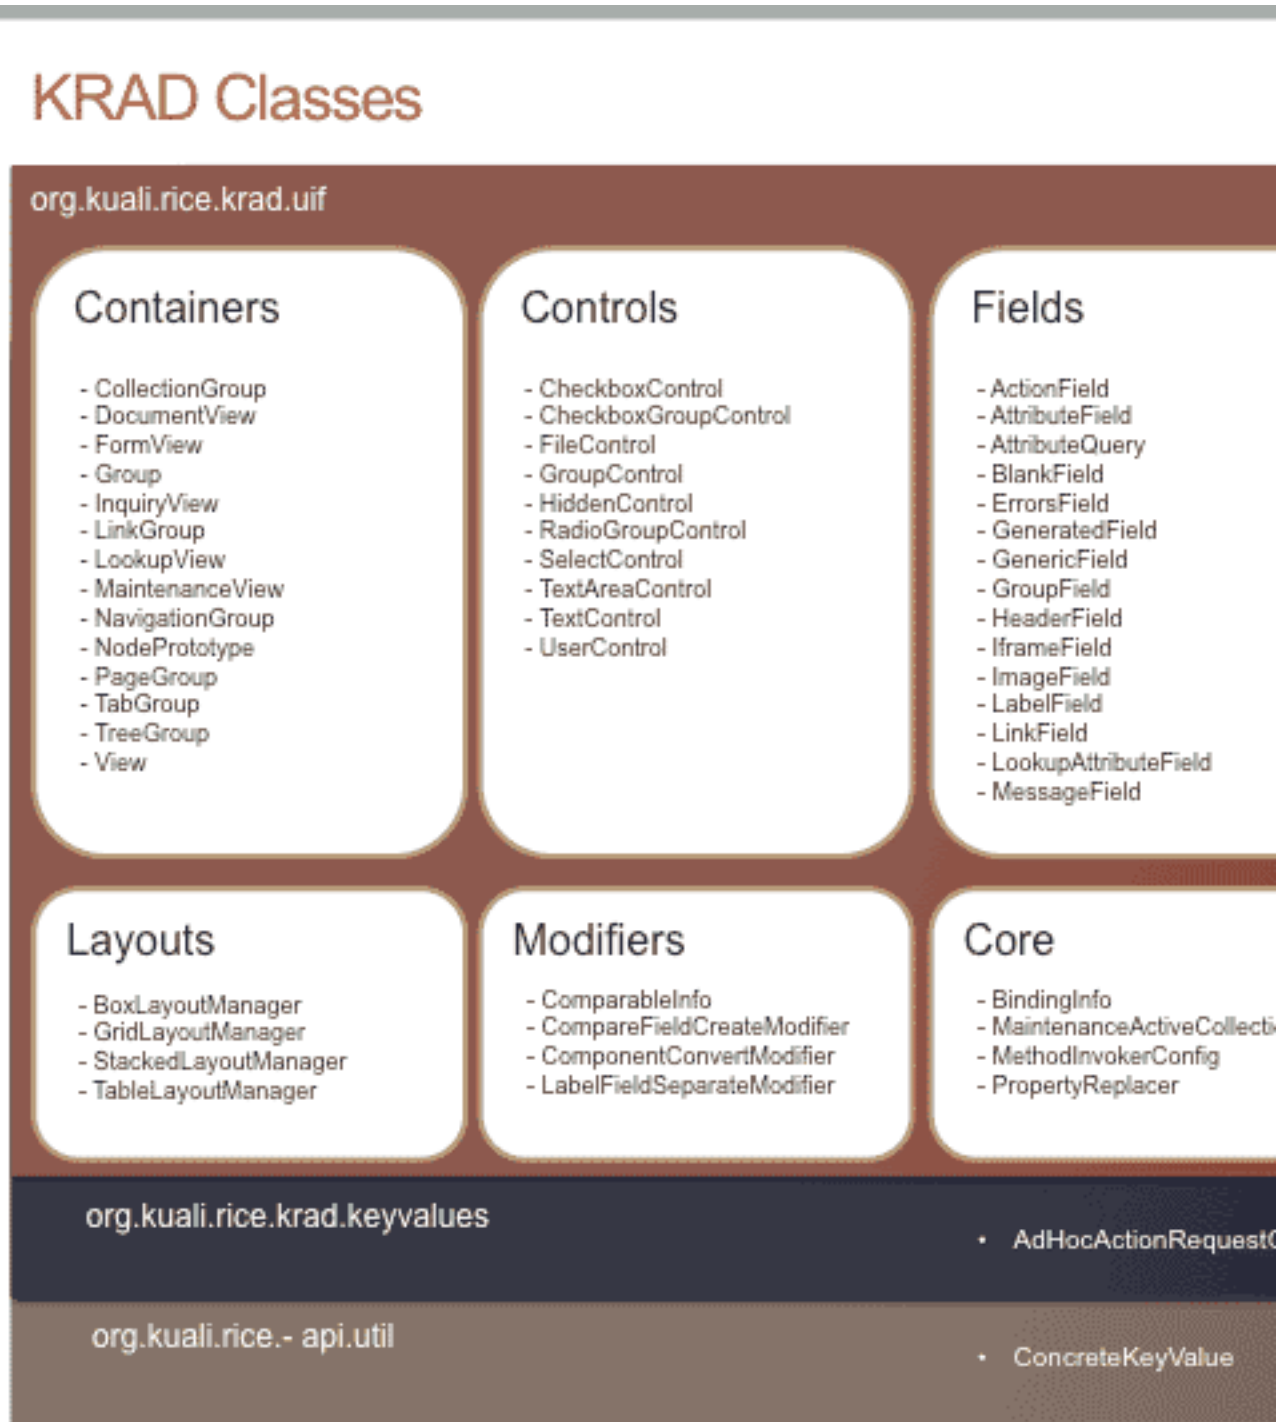 KRAD Classes
org.kuali.rice.krad.uif
Containers
- CollectionGroup
- DocumentView
- FormView
- Group
- InquiryView
- LinkGroup
- LookupView
- MaintenanceView
- NavigationGroup
- NodePrototype
- PageGroup
- TabGroup
- TreeGroup
- View
Controls
- CheckboxControl
- CheckboxGroupControl
- FileControl
- GroupControl
- HiddenControl
- RadioGroupControl
- SelectControl
- TextAreaControl
- TextControl
- UserControl
Fields
- ActionField
- AttributeField
- AttributeQuery
- BlankField
- ErrorsField
- GeneratedField
- GenericField
- GroupField
- HeaderField
- IframeField
- ImageField
- LabelField
- LinkField
- LookupAttributeField
- MessageField
Layouts
- BoxLayoutManager
- GridLayoutManager
- StackedLayoutManager
- TableLayoutManager
Modifiers
- ComparableInfo
- CompareFieldCreateModifier
- ComponentConvertModifier
- LabelFieldSeparateModifier
Core
- BindingInfo
- MaintenanceActiveCollecti
- MethodInvokerConfig
- PropertyReplacer
org.kuali.rice.krad.keyvalues
• AdHocActionRequest
org.kuali.rice.- api.util
• ConcreteKeyValue